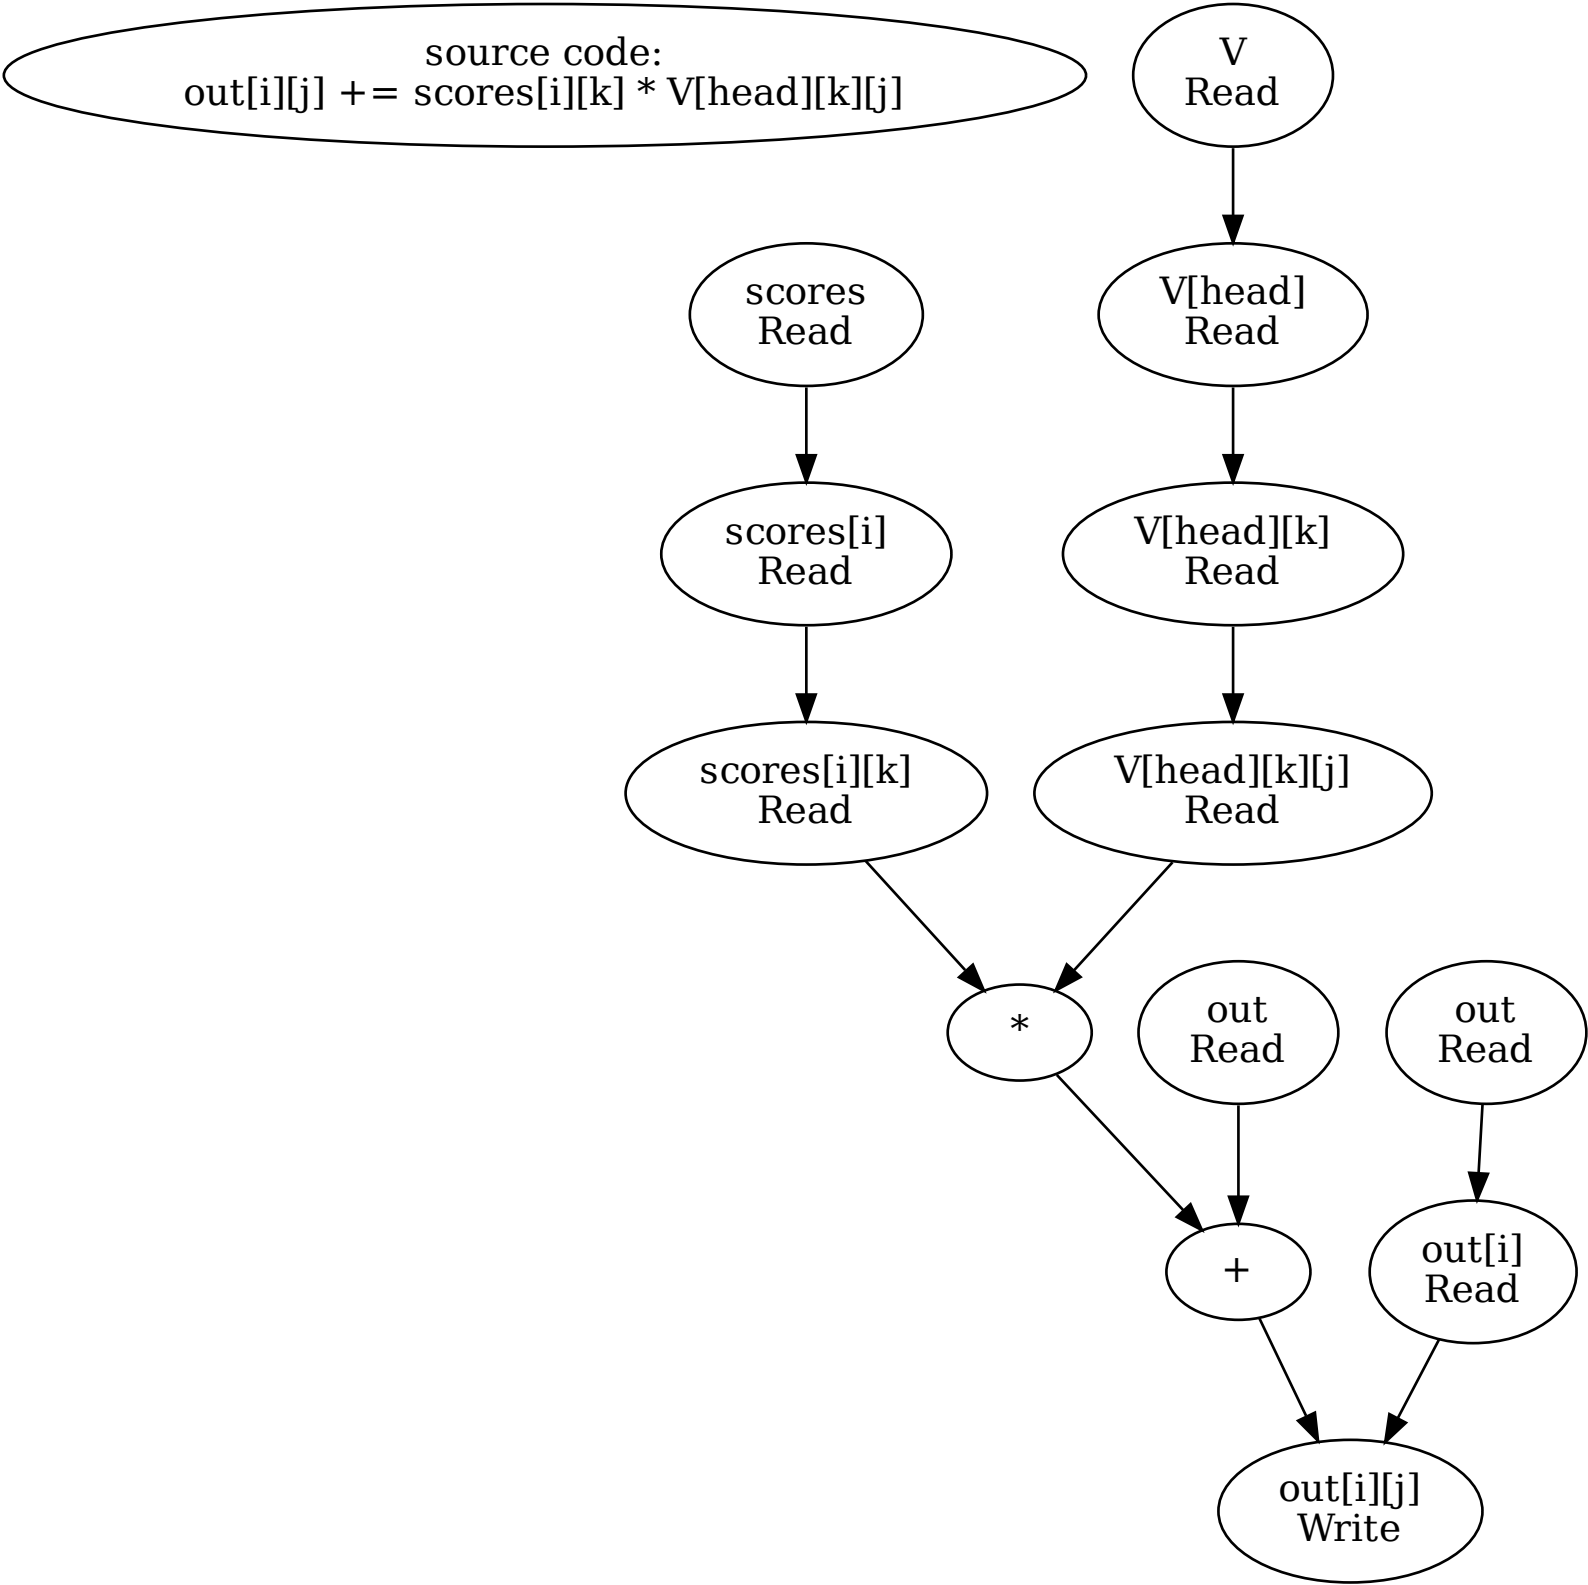 source code:
out[i][j] += scores[i][k] * V[head][k][j]
V
Read
scores
Read
V[head]
Read
scores[i]
Read
V[head][k]
Read
scores[i][k]
Read
V[head][k][j]
Read
*
out
Read
out
Read
+
out[i]
Read
out[i][j]
Write